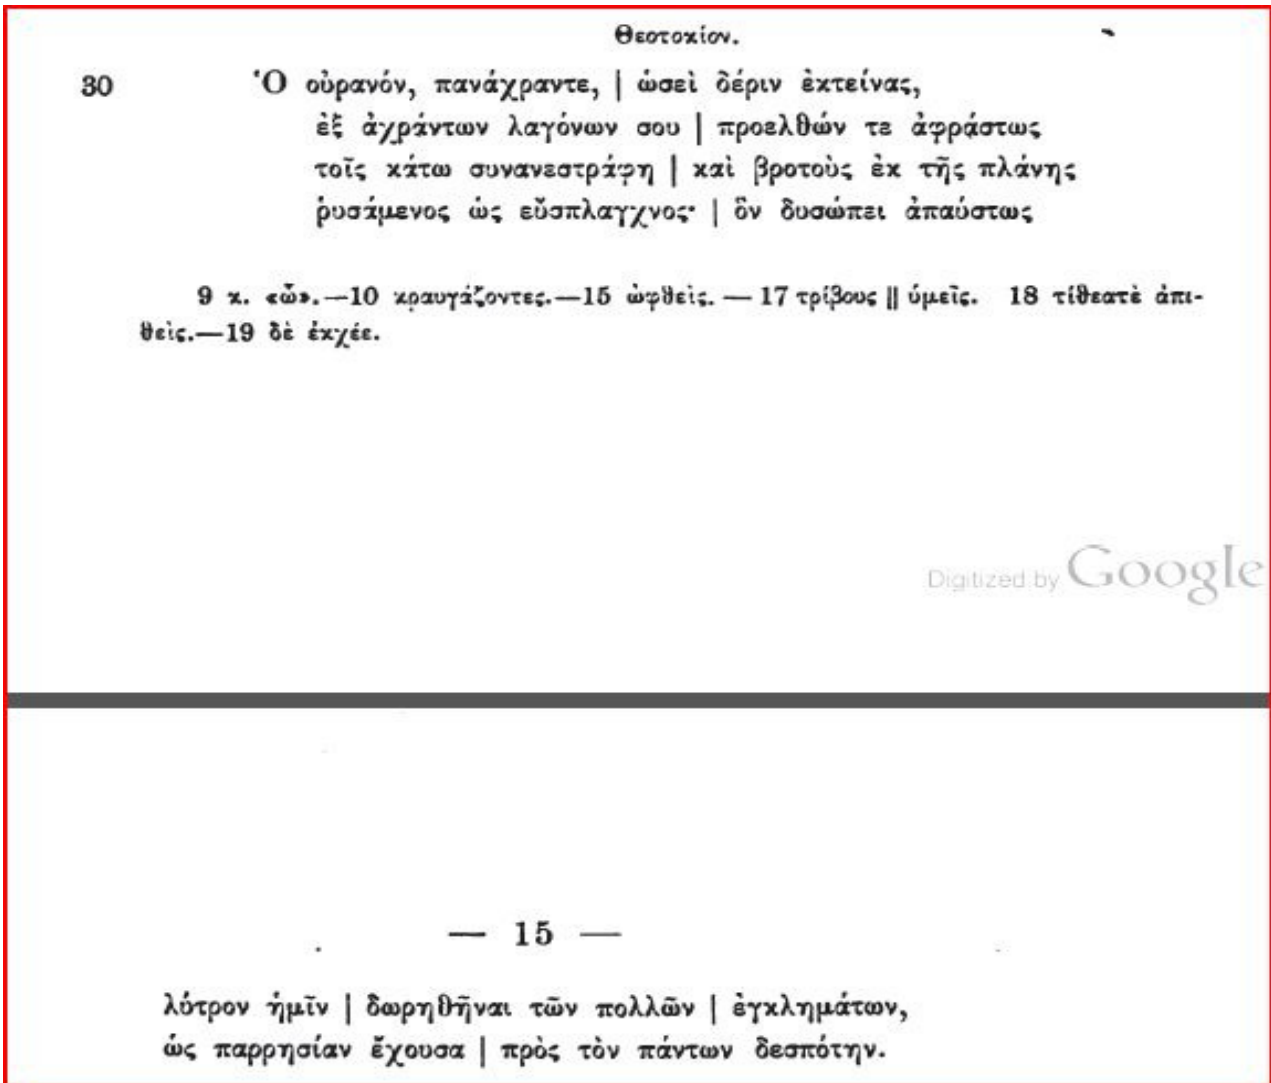 Θεοτοκίον.
30 Ὁ οὐρανόν, πανάχραντε, | ὡσεὶ δέριν ἐκτείνας,
ἐξ ἀχράντων λαγόνων σου | προελθών τε ἀφράστως
τοῖς κάτω συνανεστράφη | καὶ βροτοὺς ἐκ τῆς πλάνης
ῥυσάμενος ὡς εὔσπλαγχνος· | ὃν δυσώπει ἀπαύστως
9 κ. «ὦ».—10 κραυγάζοντες.—15 ὠφθεὶς. — 17 τρίβους || ὑμεῖς. 18 τίθεατὲ ἀπι-
θεὶς.—19 δὲ ἐκχέε.
Digitized by Google
— 15 —
λύτρον ἡμῖν | δωρηθῆναι τῶν πολλῶν | ἐγκλημάτων,
ὡς παρρησίαν ἔχουσα | πρὸς τὸν πάντων δεσπότην.